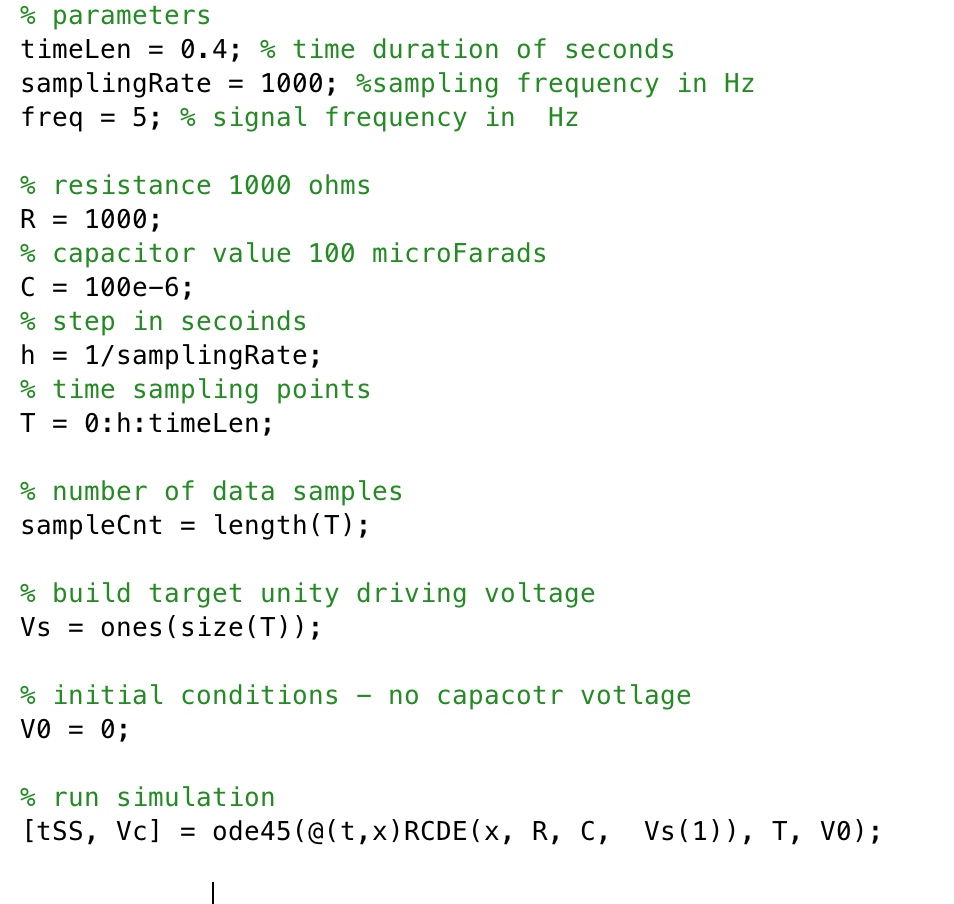 % parameters
timeLen = 0.4; % time duration of seconds
samplingRate = 1000; %sampling frequency in Hz
freq = 5; % signal frequency in  Hz
% resistance 1000 ohms
R = 1000;
% capacitor value 100 microFarads
C = 100e-6;
% step in secoinds
h = 1/samplingRate;
% time sampling points
T = 0:h:timeLen;
% number of data samples
sampleCnt = length(T);
% build target unity driving voltage
Vs = ones(size(T));
% initial conditions - no capacotr votlage
V0 = 0;
% run simulation
[tSS, Vc] = ode45(@(t,x)RCDE(x, R, C,  Vs(1)), T, V0);